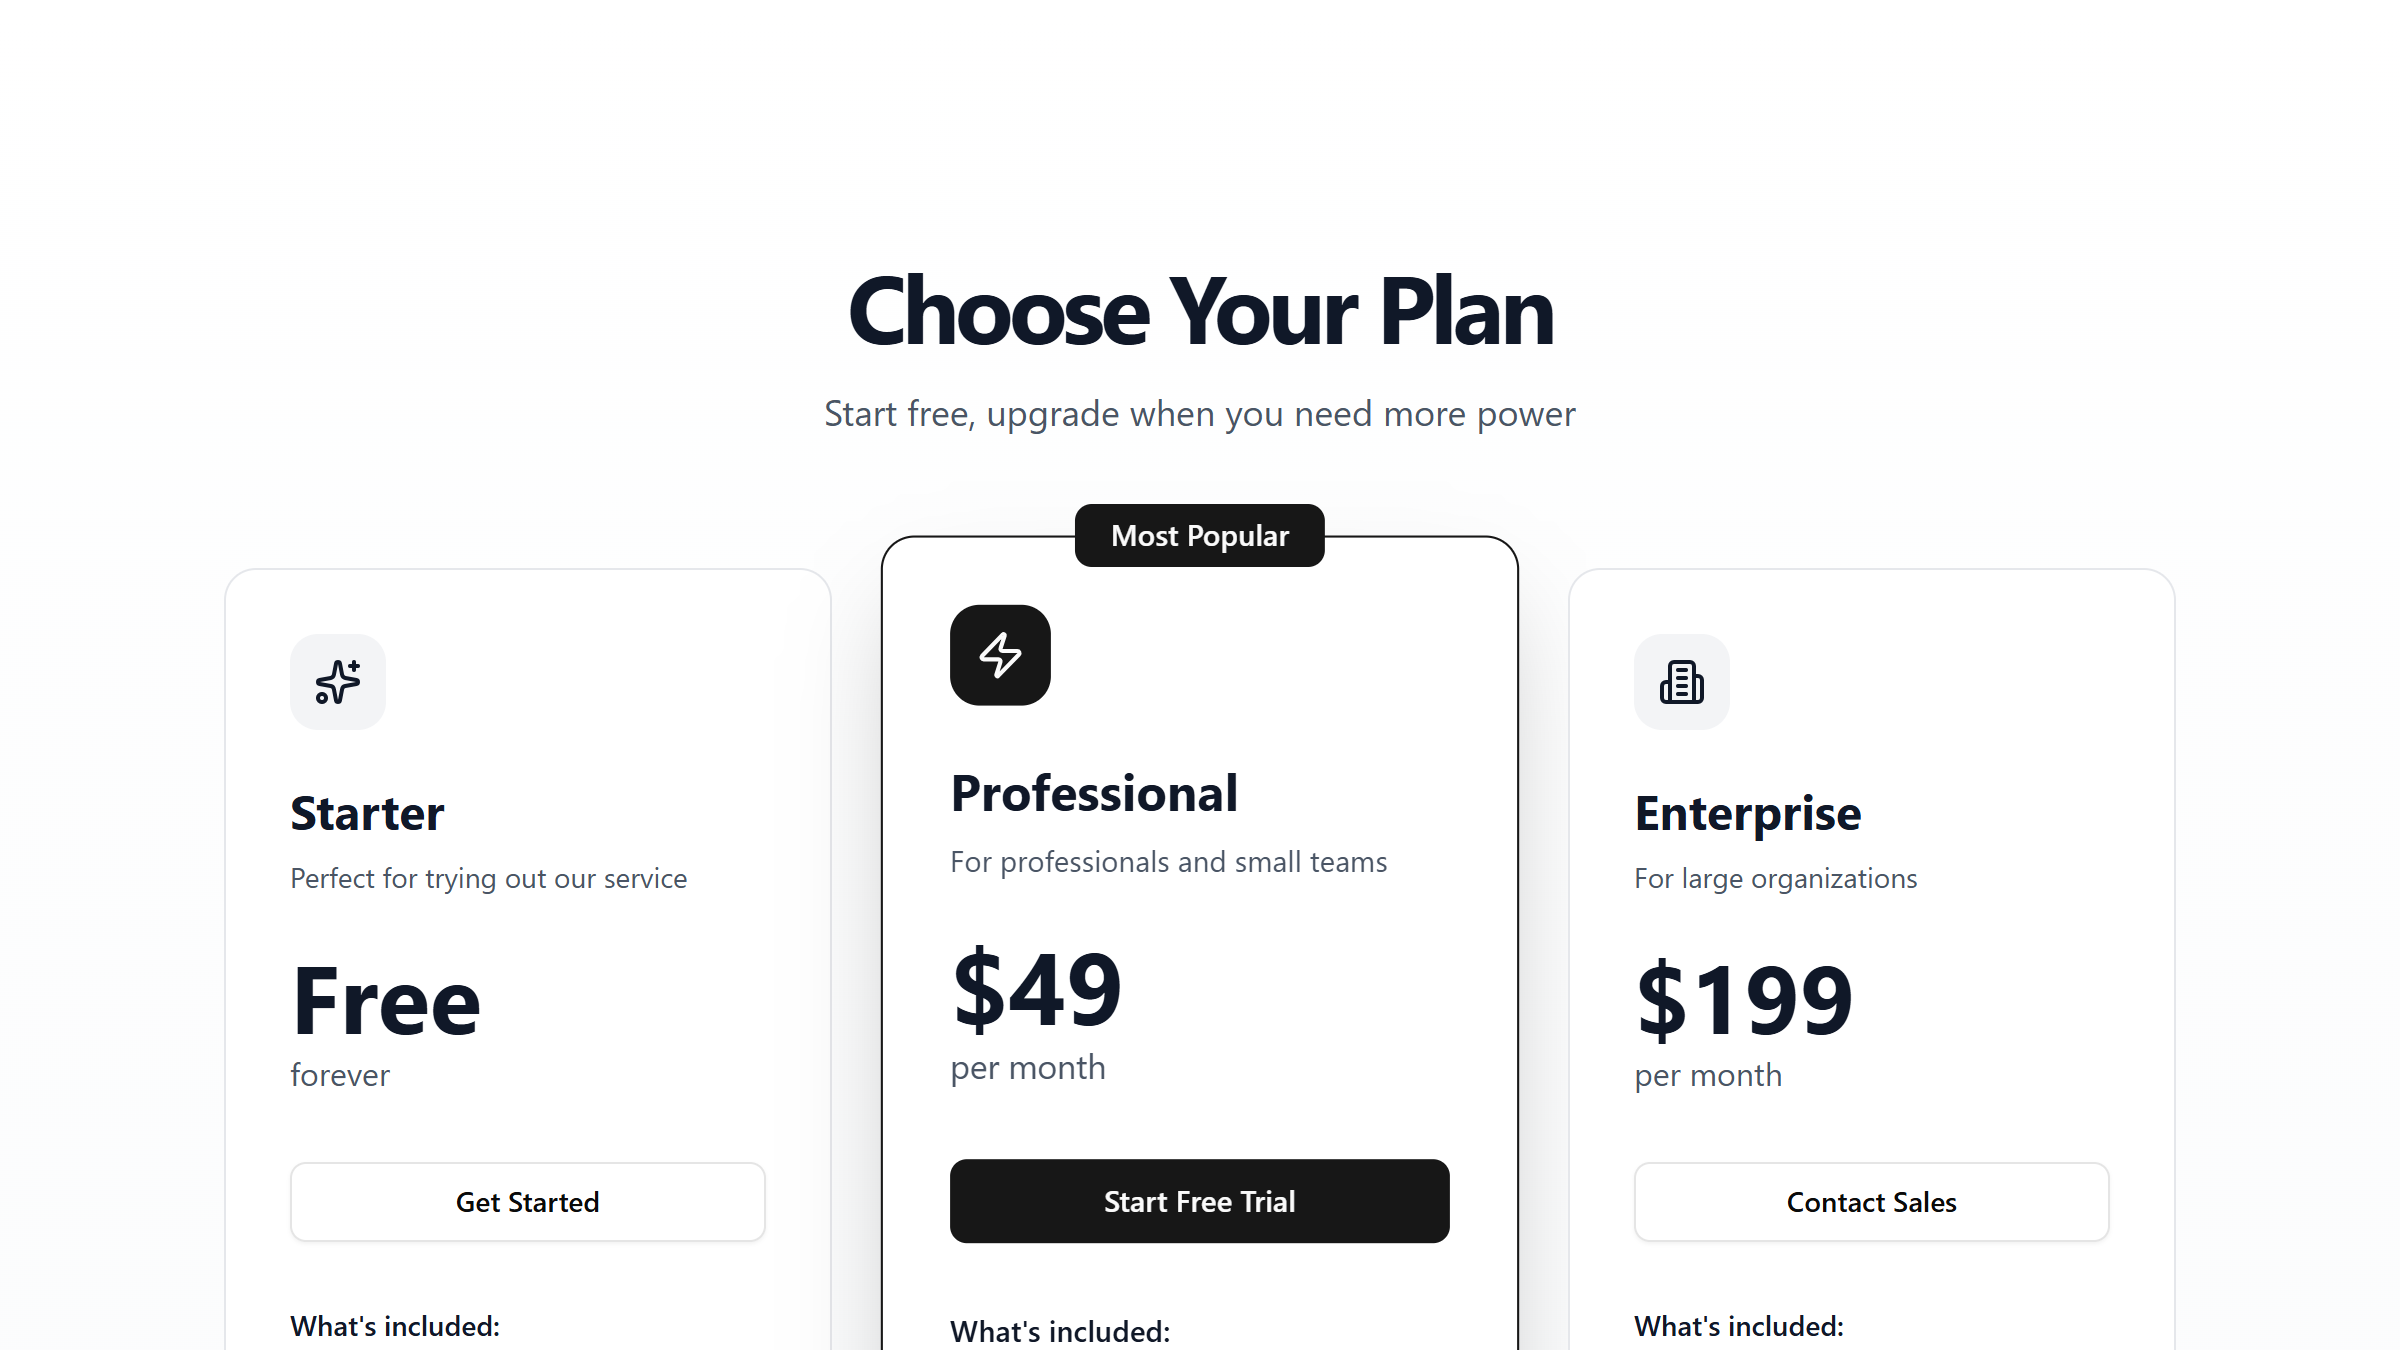 Choose Your Plan
Start free, upgrade when you need more power
Starter
Perfect for trying out our service
Free
forever
Get Started
What's included:
Most Popular
Professional
For professionals and small teams
$49
per month
Start Free Trial
What's included:
Enterprise
For large organizations
$199
per month
Contact Sales
What's included: